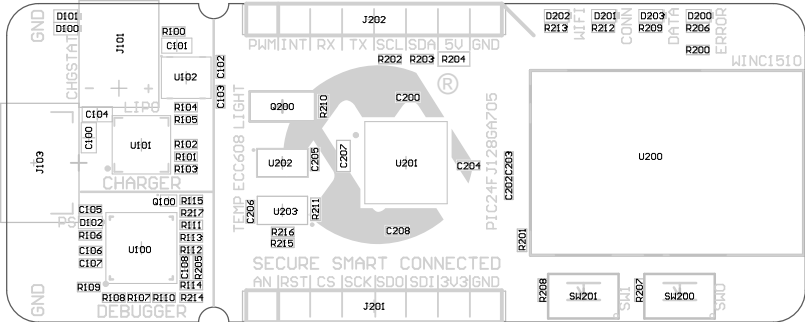 GND
D101
D100
CHGSTAT
J101
LIPO
R100
C101
U102
C102
C103
C104
C100
R104
R105
U101
R102
R101
R103
CHARGER
J103
Q100
C105
D102
R106
C106
C107
R109
U100
R115
R217
R111
R113
R112
C108
R205
R114
R214
R108 R107 R110
DEBUGGER
GND
J202
PWM INT RX TX SCL SDA 5V GND
R202 R203 R204
TEMP ECC608 LIGHT
Q200
R210
C200
®
U202
C205
C207
U201
C204
C206
U203
R211
R216
R215
C208
PIC24FJ128GA705
C202 C203
R201
SECURE SMART CONNECTED
AN RST CS SCK SDO SDI 3V3 GND
J201
D202
R213
WIFI
D201
R212
CONN
D203
R209
DATA
D200
R206
ERROR
R200
WINC1510
U200
R208
SW201
SW1
R207
SW200
SW0